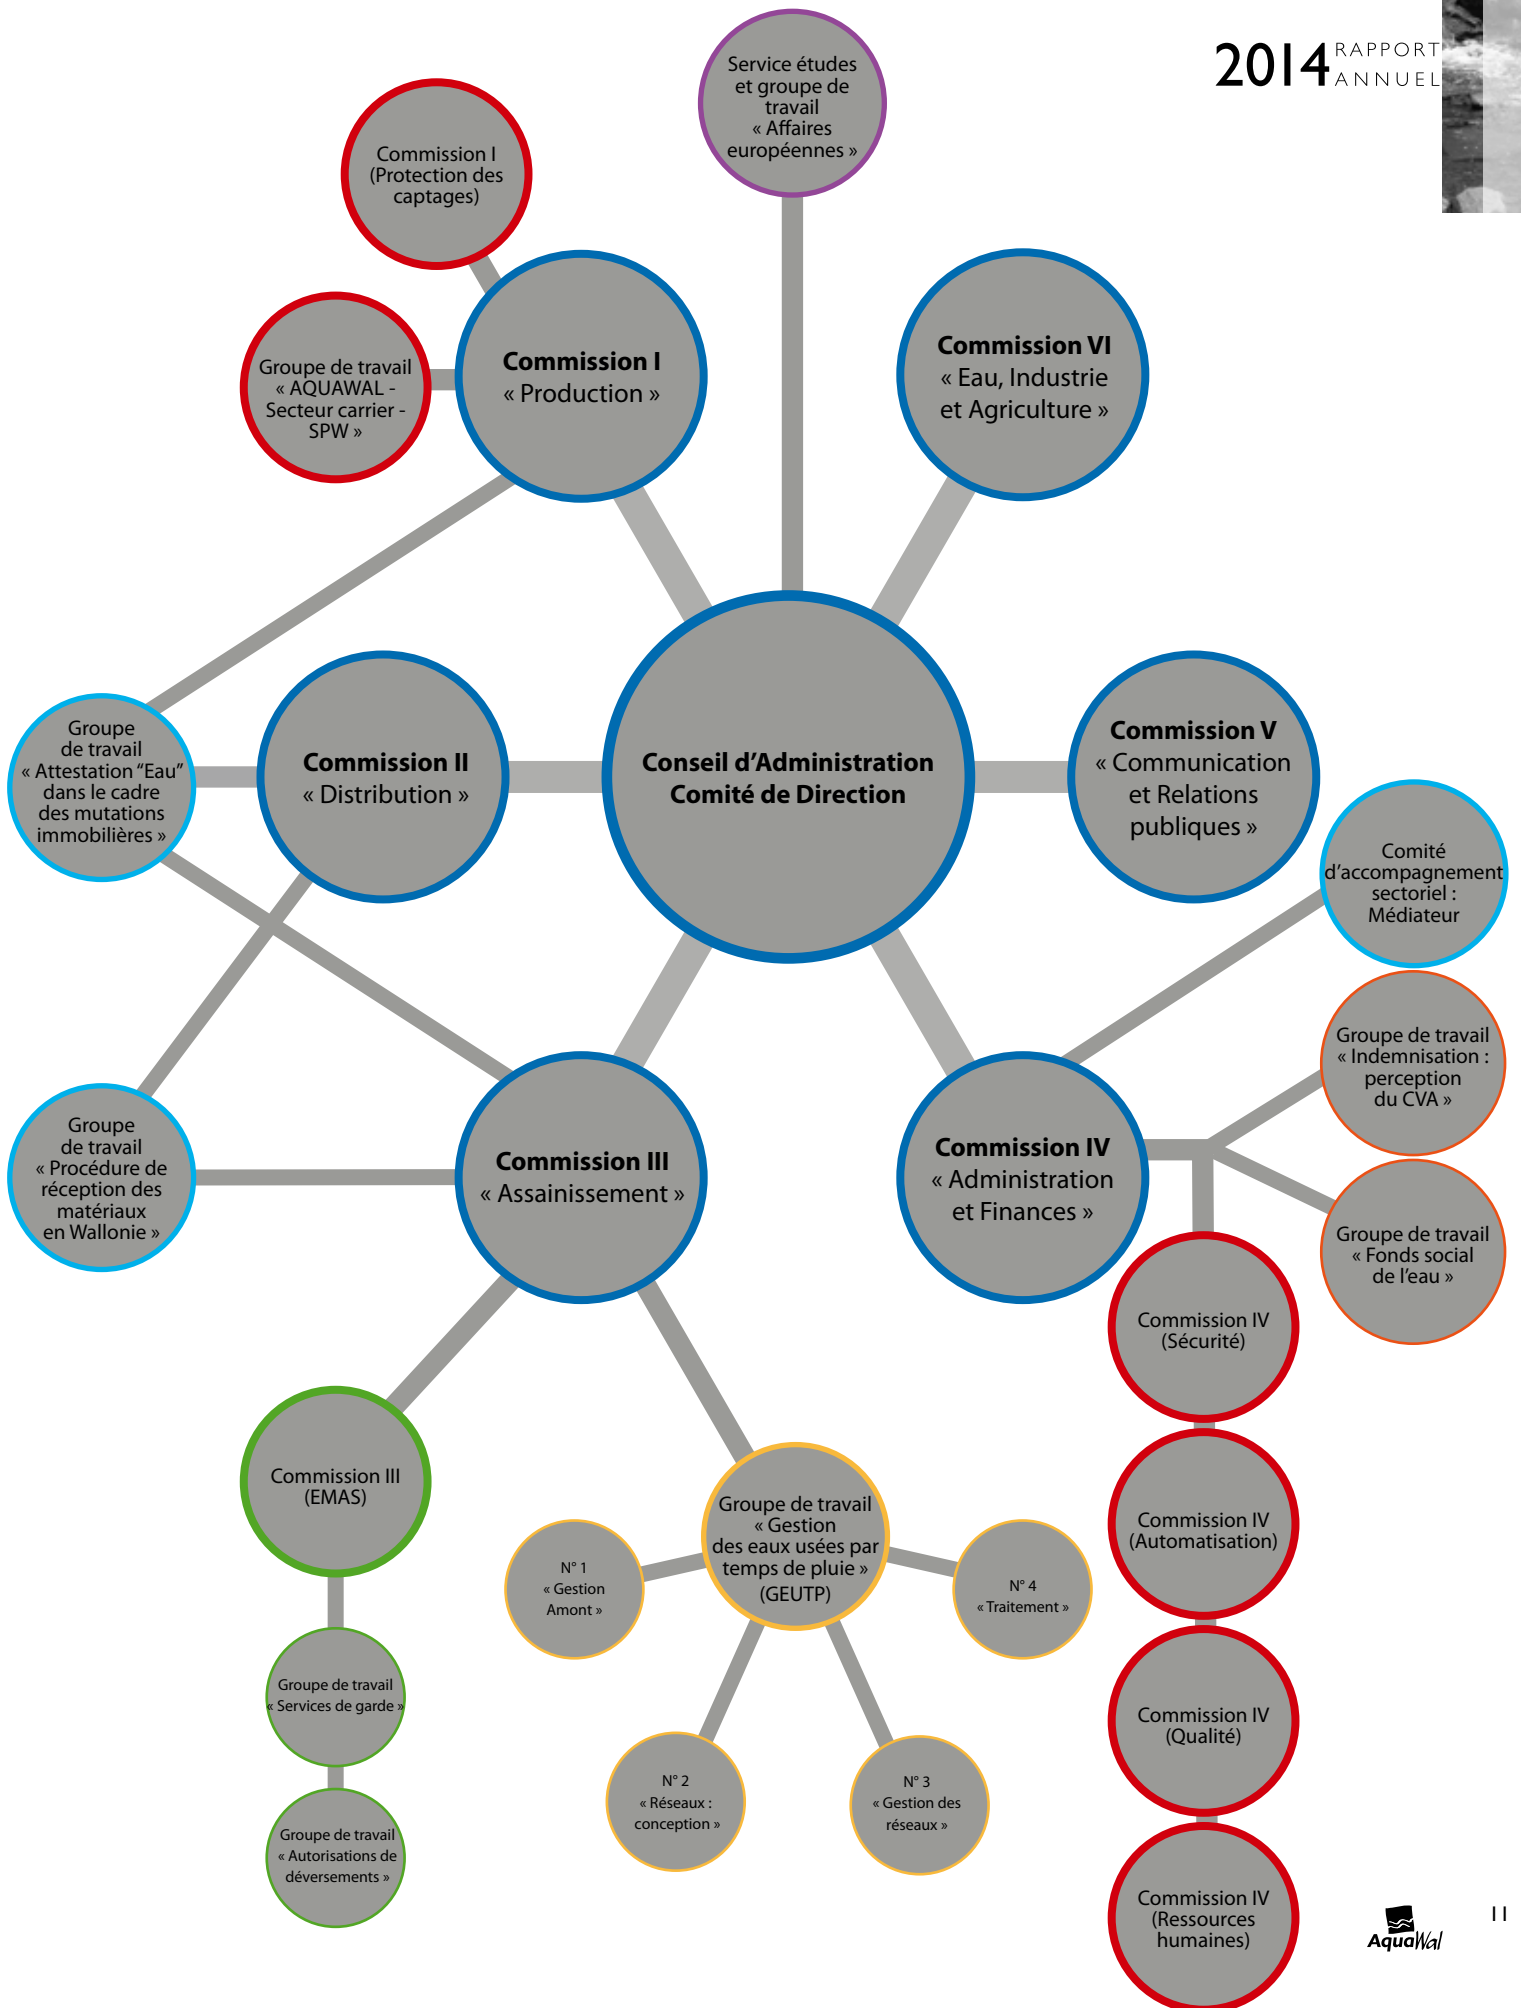 2014 RAPPORT
ANNUEL
Service études
et groupe de
travail
« Affaires
européennes »
Commission I
(Protection des
captages)
Groupe de travail
« AQUAWAL -
Secteur carrier -
SPW »
Commission I
« Production »
Commission VI
« Eau, Industrie
et Agriculture »
Groupe
de travail
« Attestation “Eau”
dans le cadre
des mutations
immobilières »
Commission II
« Distribution »
Conseil d’Administration
Comité de Direction
Commission V
« Communication
et Relations
publiques »
Comité
d’accompagnement
sectoriel :
Médiateur
Groupe de travail
« Indemnisation :
perception
du CVA »
Groupe
de travail
« Procédure de
réception des
matériaux
en Wallonie »
Commission III
« Assainissement »
Commission IV
« Administration
et Finances »
Groupe de travail
« Fonds social
de l’eau »
Commission IV
(Sécurité)
Commission III
(EMAS)
Groupe de travail
« Gestion
des eaux usées par
temps de pluie »
(GEUTP)
Commission IV
(Automatisation)
N° 1
« Gestion
Amont »
N° 4
« Traitement »
Groupe de travail
« Services de garde »
Commission IV
(Qualité)
N° 2
« Réseaux :
conception »
N° 3
« Gestion des
réseaux »
Groupe de travail
« Autorisations de
déversements »
Commission IV
(Ressources
humaines)
AquaWal
11